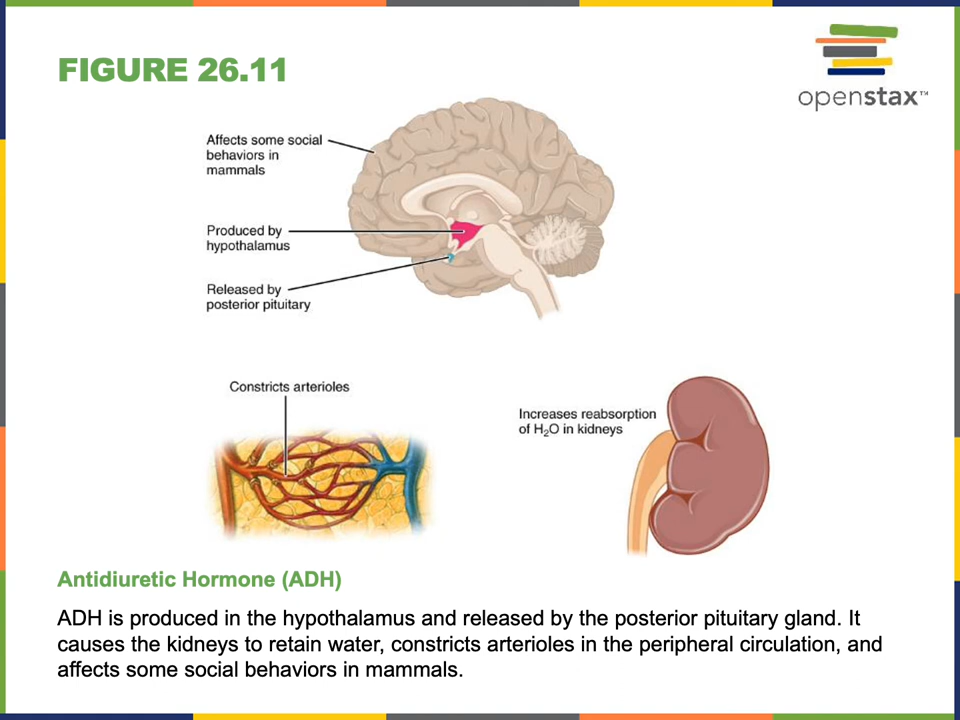 FIGURE 26.11
openstax™
Affects some social
behaviors in
mammals
Produced by
hypothalamus
Released by
posterior pituitary
Constricts arterioles
Increases reabsorption
of H₂O in kidneys
Antidiuretic Hormone (ADH)
ADH is produced in the hypothalamus and released by the posterior pituitary gland. It
causes the kidneys to retain water, constricts arterioles in the peripheral circulation, and
affects some social behaviors in mammals.